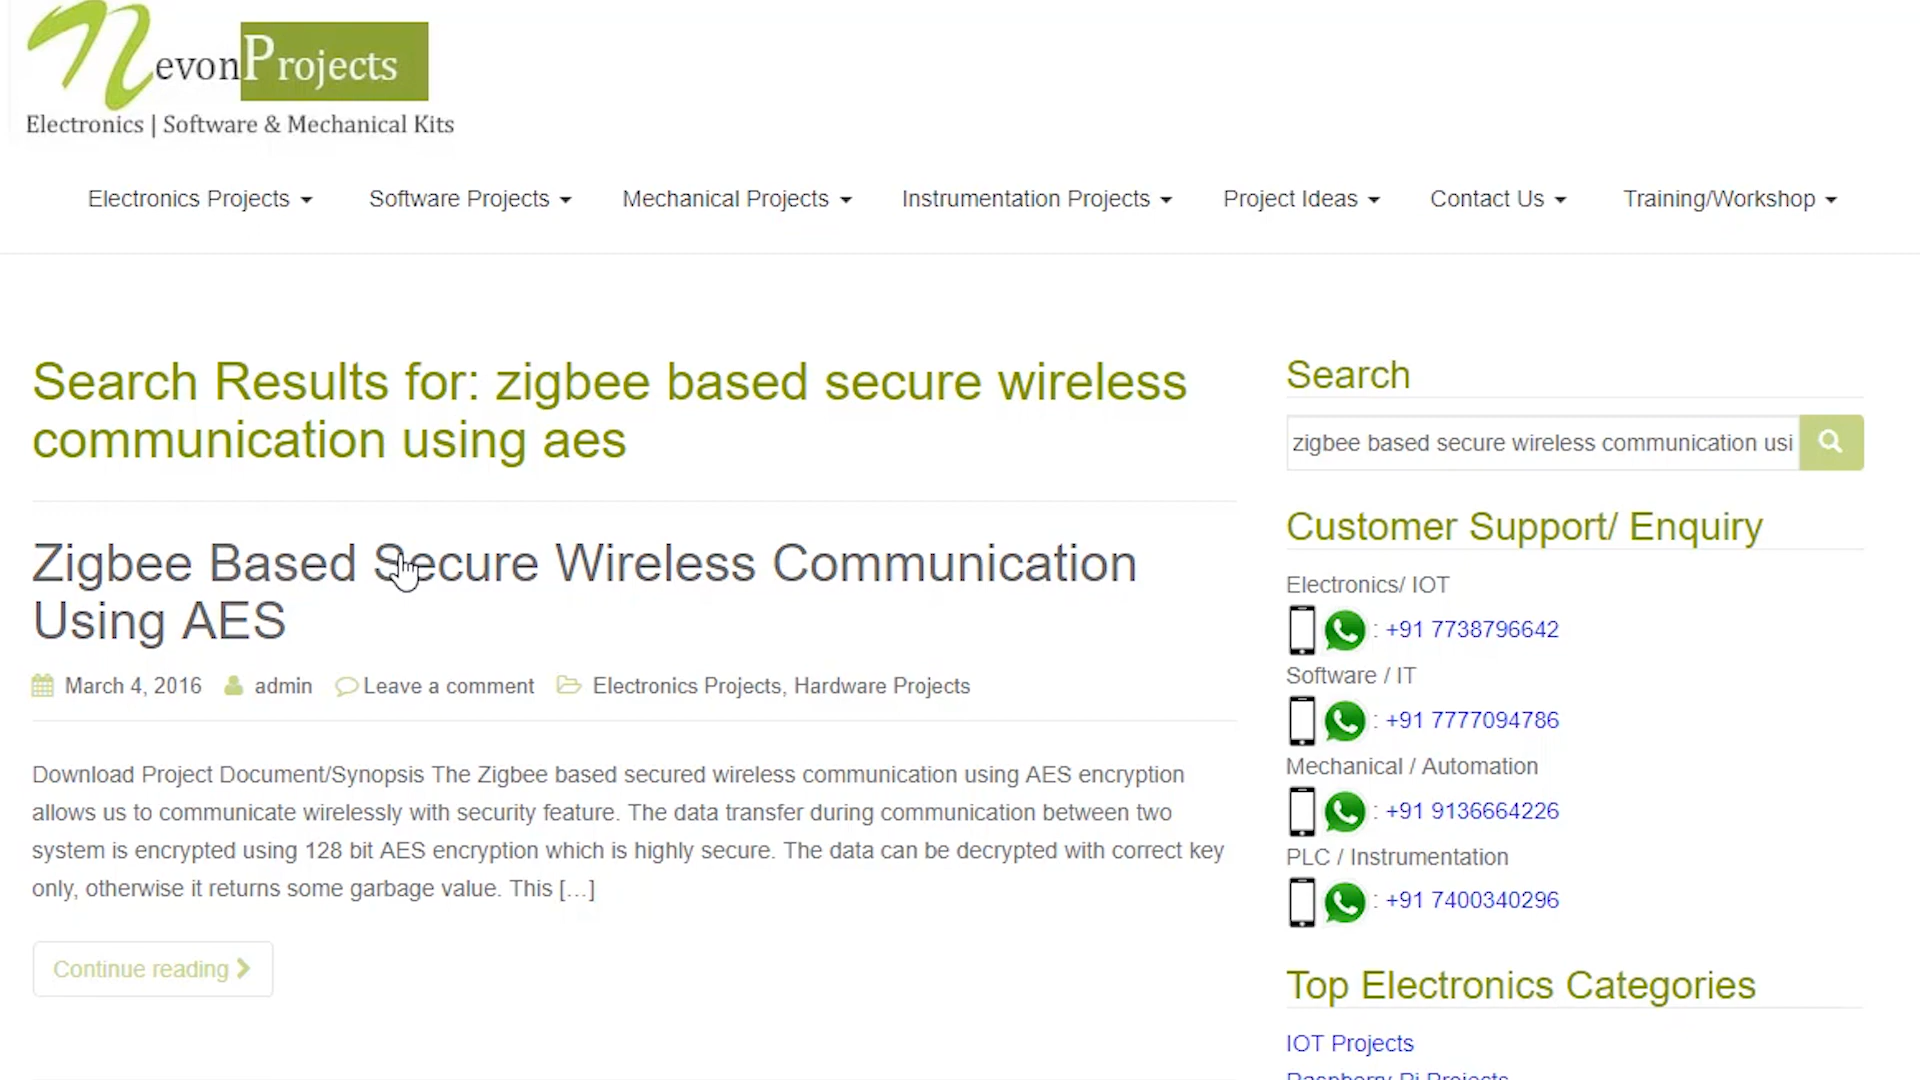 nevonProjects
Electronics | Software & Mechanical Kits
Electronics Projects
Software Projects
Mechanical Projects
Instrumentation Projects
Project Ideas
Contact Us
Training/Workshop
Search Results for: zigbee based secure wireless
communication using aes
Zigbee Based Secure Wireless Communication
Using AES
March 4, 2016 admin Leave a comment Electronics Projects, Hardware Projects
Download Project Document/Synopsis The Zigbee based secured wireless communication using AES encryption
allows us to communicate wirelessly with security feature. The data transfer during communication between two
system is encrypted using 128 bit AES encryption which is highly secure. The data can be decrypted with correct key
only, otherwise it returns some garbage value. This […]
Continue reading
Search
zigbee based secure wireless communication usi
Customer Support/ Enquiry
Electronics/ IOT
: +91 7738796642
Software / IT
: +91 7777094786
Mechanical / Automation
: +91 9136664226
PLC / Instrumentation
: +91 7400340296
Top Electronics Categories
IOT Projects
Raspberry Pi Projects